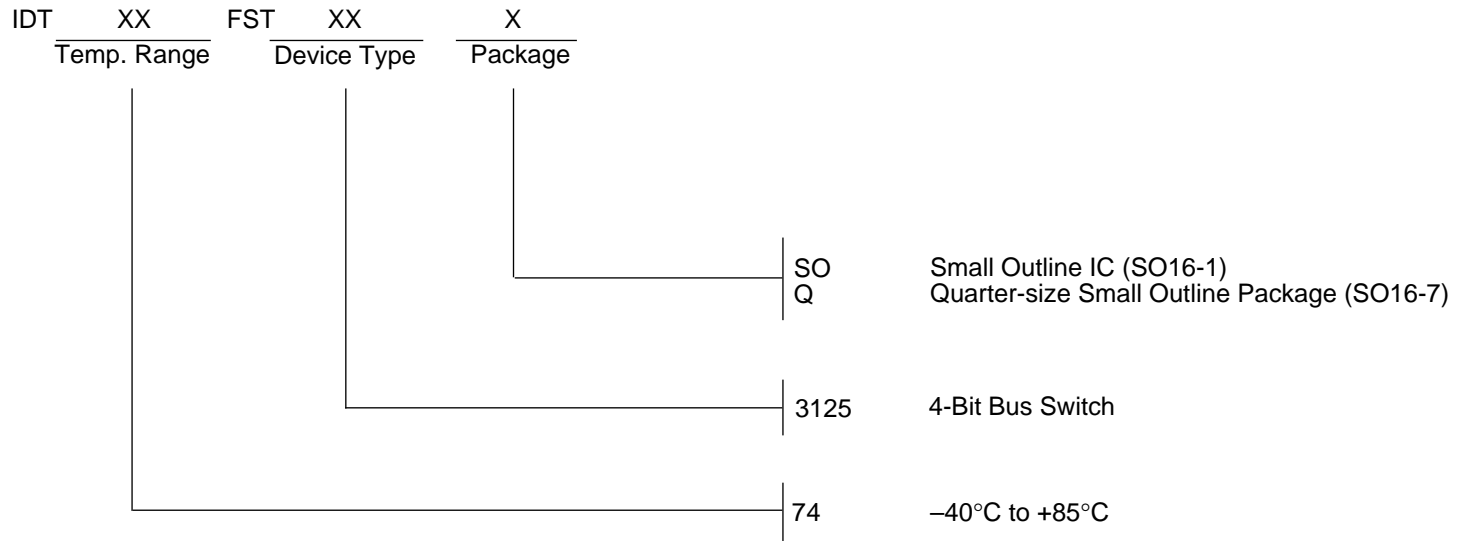 IDT XX FST XX X
Temp. Range Device Type Package
SO Small Outline IC (SO16-1)
Q Quarter-size Small Outline Package (SO16-7)
3125 4-Bit Bus Switch
74 –40°C to +85°C